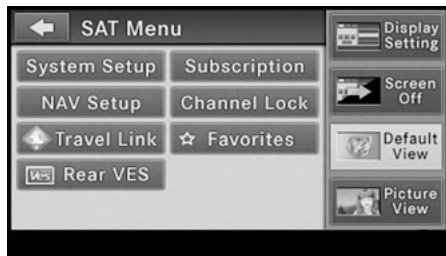 SAT Menu
System Setup
Subscription
NAV Setup
Channel Lock
Travel Link
Favorites
VES Rear VES
Display
Setting
Screen
Off
Default
View
Picture
View